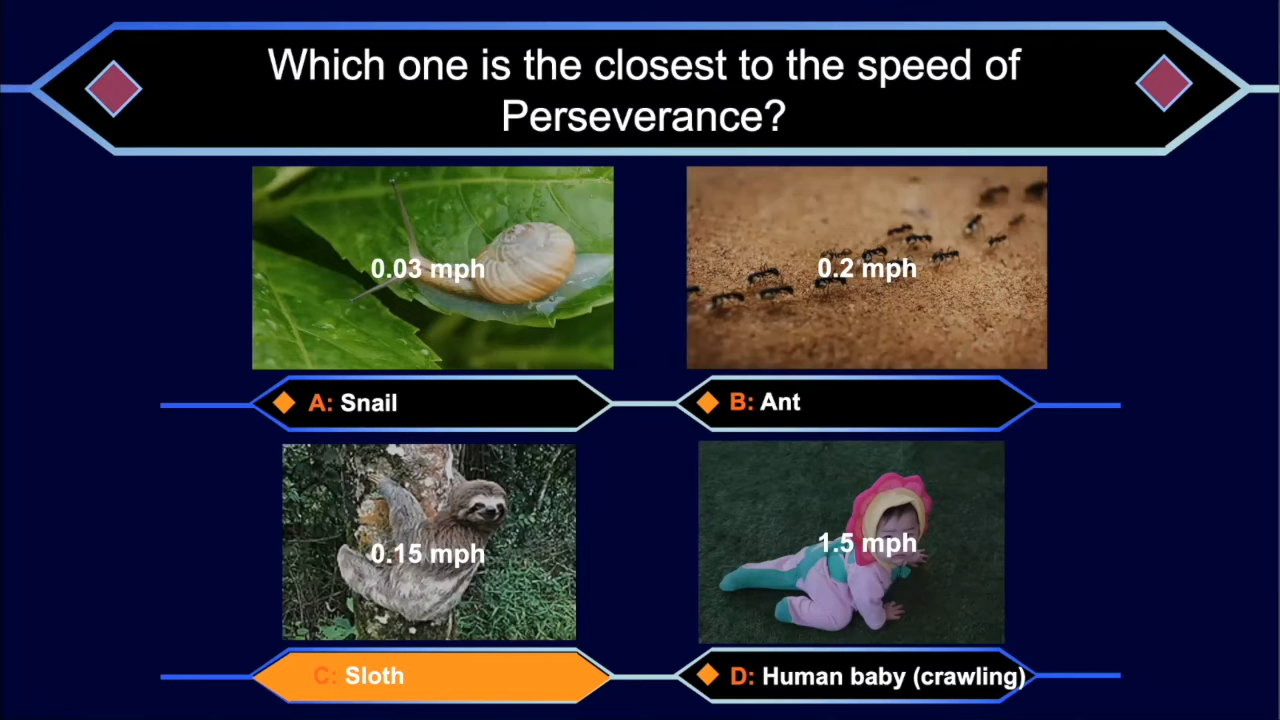 Which one is the closest to the speed of
Perseverance?
0.03 mph
0.2 mph
A: Snail
B: Ant
0.15 mph
1.5 mph
C: Sloth
D: Human baby (crawling)